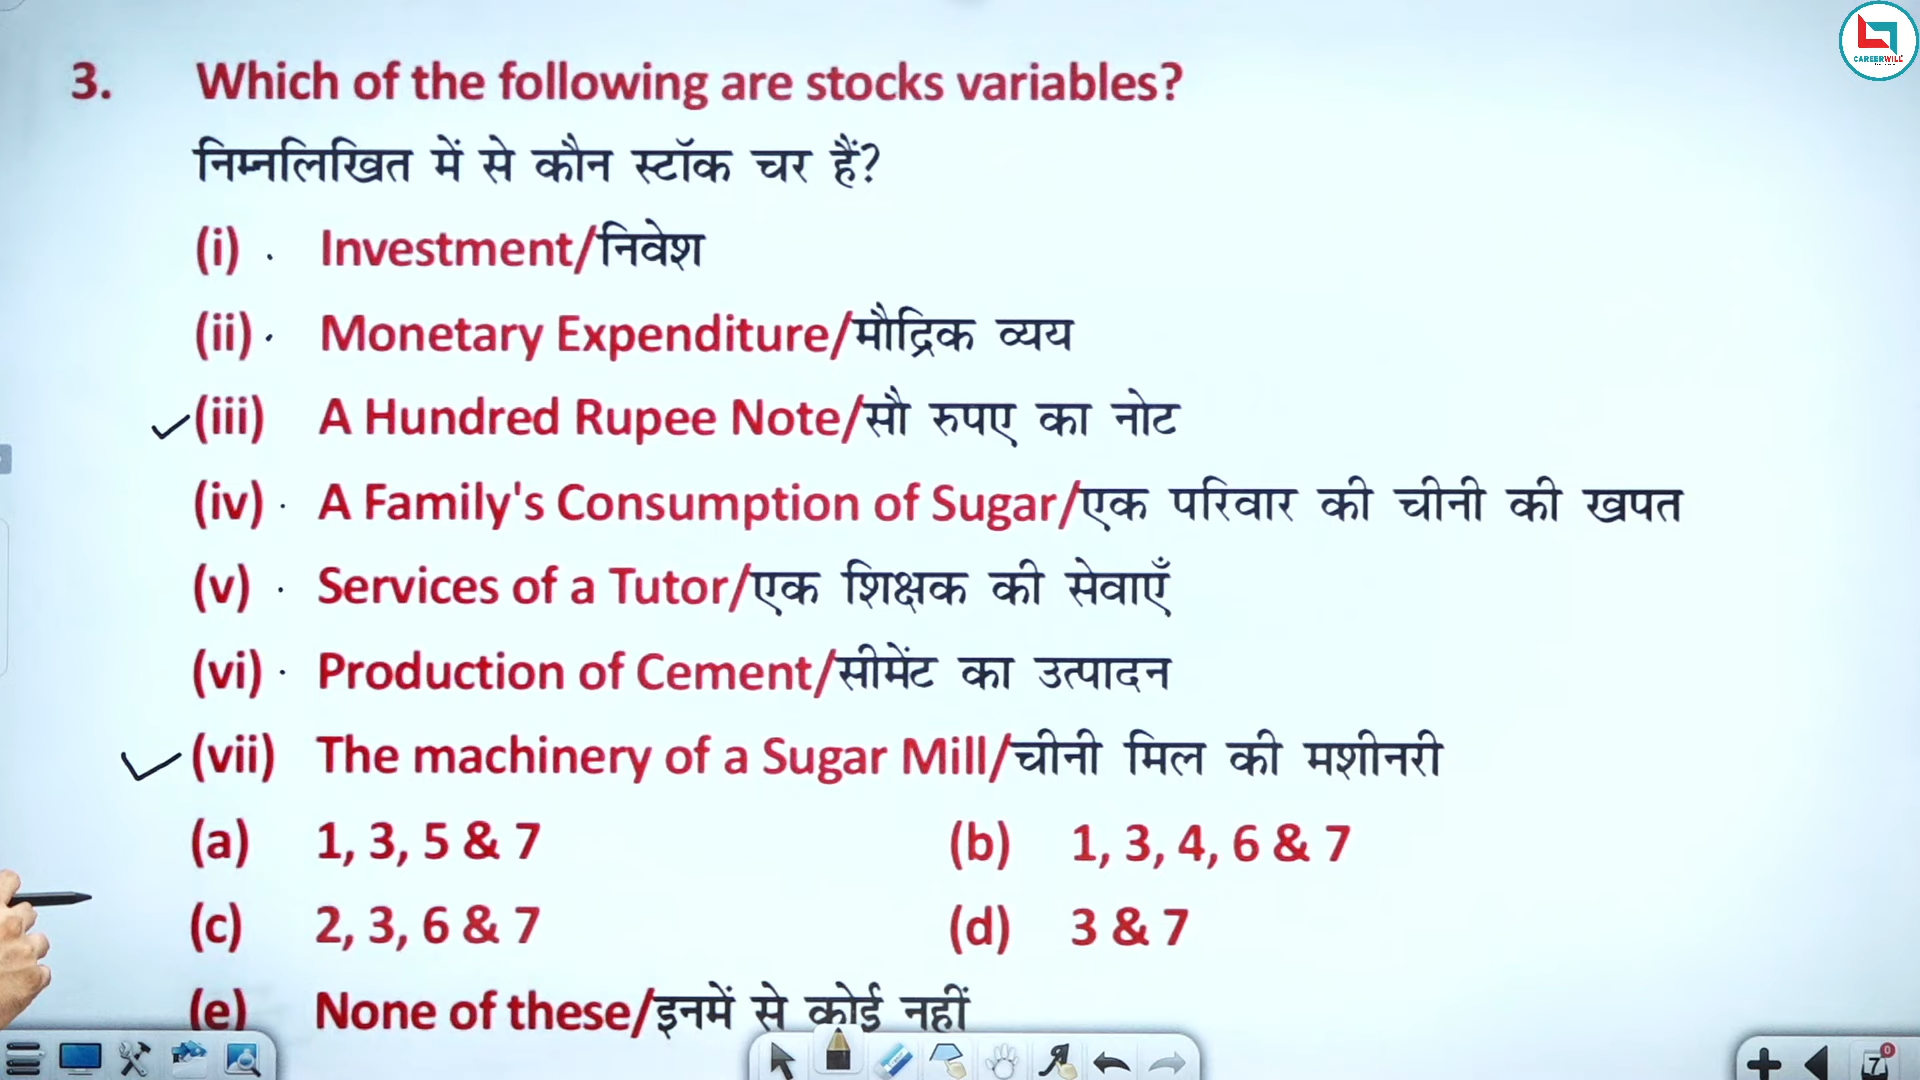 CAREERWILL
3. Which of the following are stocks variables?
निम्नलिखित में से कौन स्टॉक चर हैं?
(i) Investment/निवेश
(ii) Monetary Expenditure/मौद्रिक व्यय
(iii) A Hundred Rupee Note/सौ रुपए का नोट
(iv) A Family's Consumption of Sugar/एक परिवार की चीनी की खपत
(v) Services of a Tutor/एक शिक्षक की सेवाएँ
(vi) Production of Cement/सीमेंट का उत्पादन
(vii) The machinery of a Sugar Mill/चीनी मिल की मशीनरी
(a) 1, 3, 5 & 7 (b) 1, 3, 4, 6 & 7
(c) 2, 3, 6 & 7 (d) 3 & 7
(e) None of these/इनमें से कोई नहीं
7 0